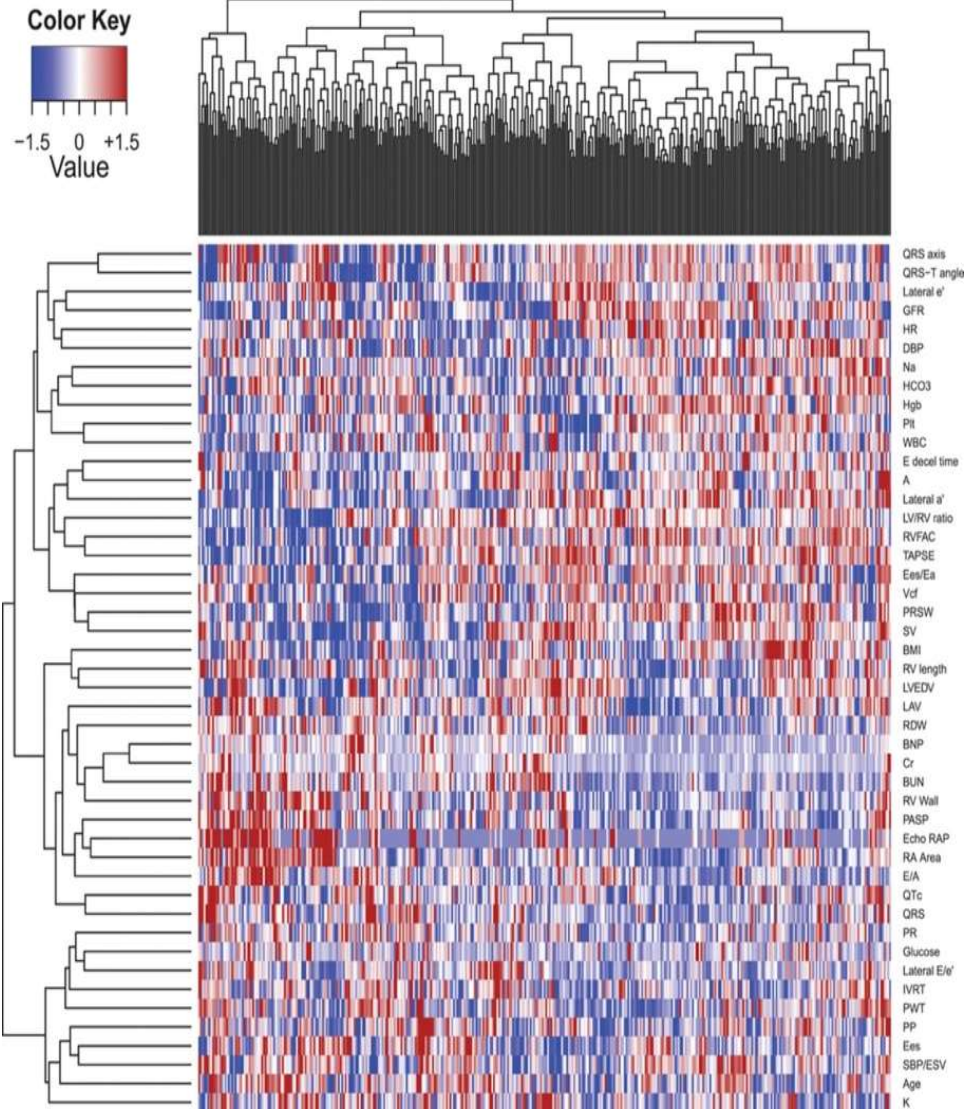 Color Key
−1.5 0 +1.5
Value
QRS axis
QRS−T angle
Lateral e'
GFR
HR
DBP
Na
HCO3
Hgb
Plt
WBC
E decel time
A
Lateral a'
LV/RV ratio
RVFAC
TAPSE
Ees/Ea
Vcf
PRSW
SV
BMI
RV length
LVEDV
LAV
RDW
BNP
Cr
BUN
RV Wall
PASP
Echo RAP
RA Area
E/A
QTc
QRS
PR
Glucose
Lateral E/e'
IVRT
PWT
PP
Ees
SBP/ESV
Age
K